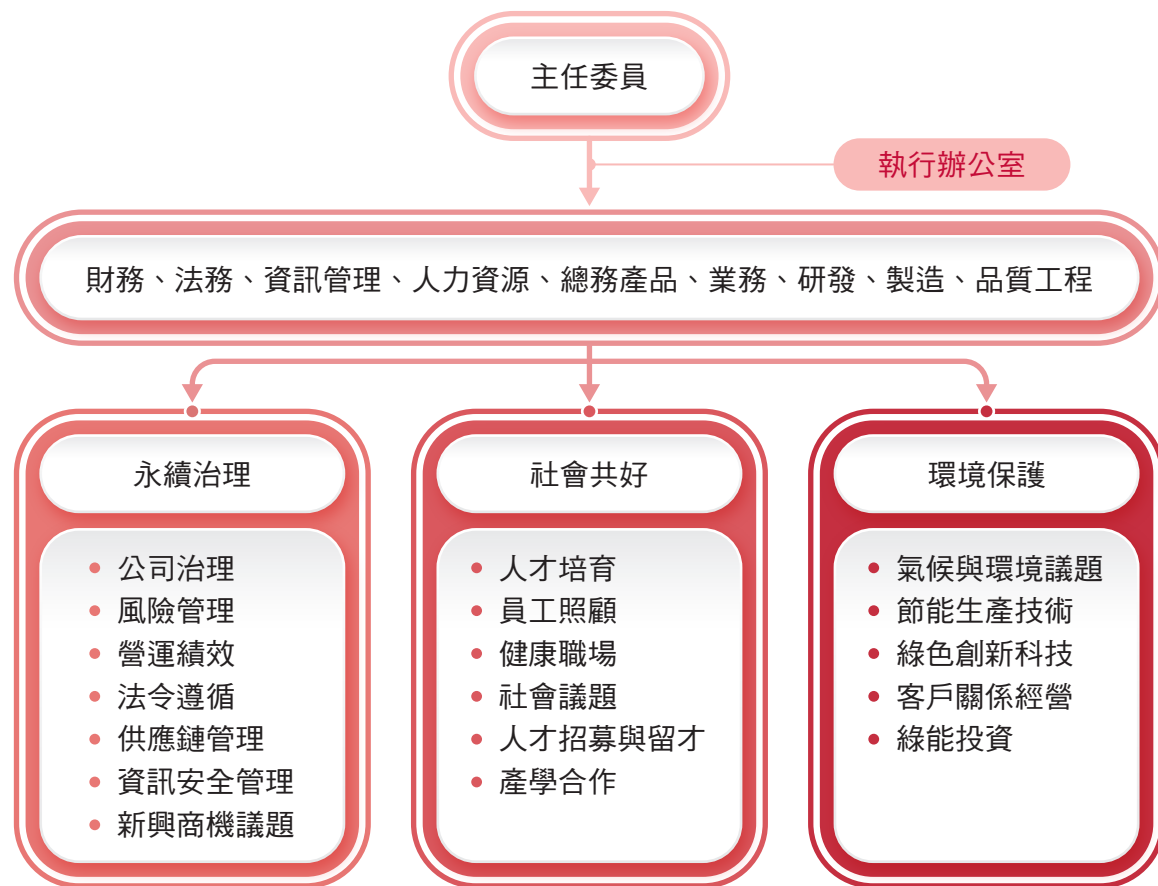 主任委員
執行辦公室
財務、法務、資訊管理、人力資源、總務產品、業務、研發、製造、品質工程
永續治理
公司治理
風險管理
營運績效
法令遵循
供應鏈管理
資訊安全管理
新興商機議題
社會共好
人才培育
員工照顧
健康職場
社會議題
人才招募與留才
產學合作
環境保護
氣候與環境議題
節能生產技術
綠色創新科技
客戶關係經營
綠能投資